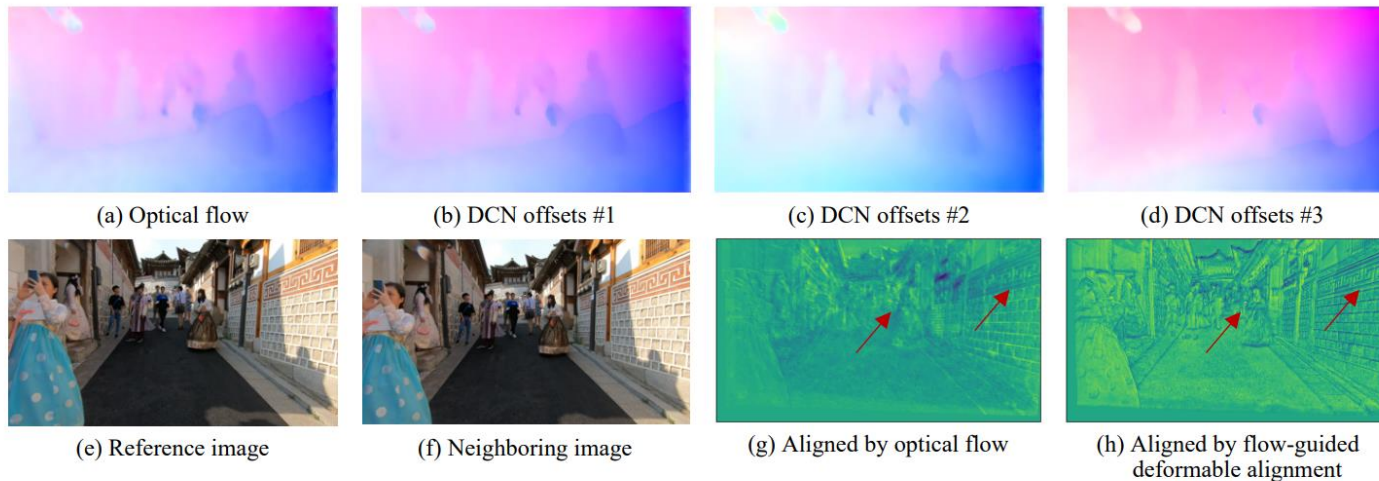 (a) Optical flow
(b) DCN offsets #1
(c) DCN offsets #2
(d) DCN offsets #3
(e) Reference image
(f) Neighboring image
(g) Aligned by optical flow
(h) Aligned by flow-guided
deformable alignment